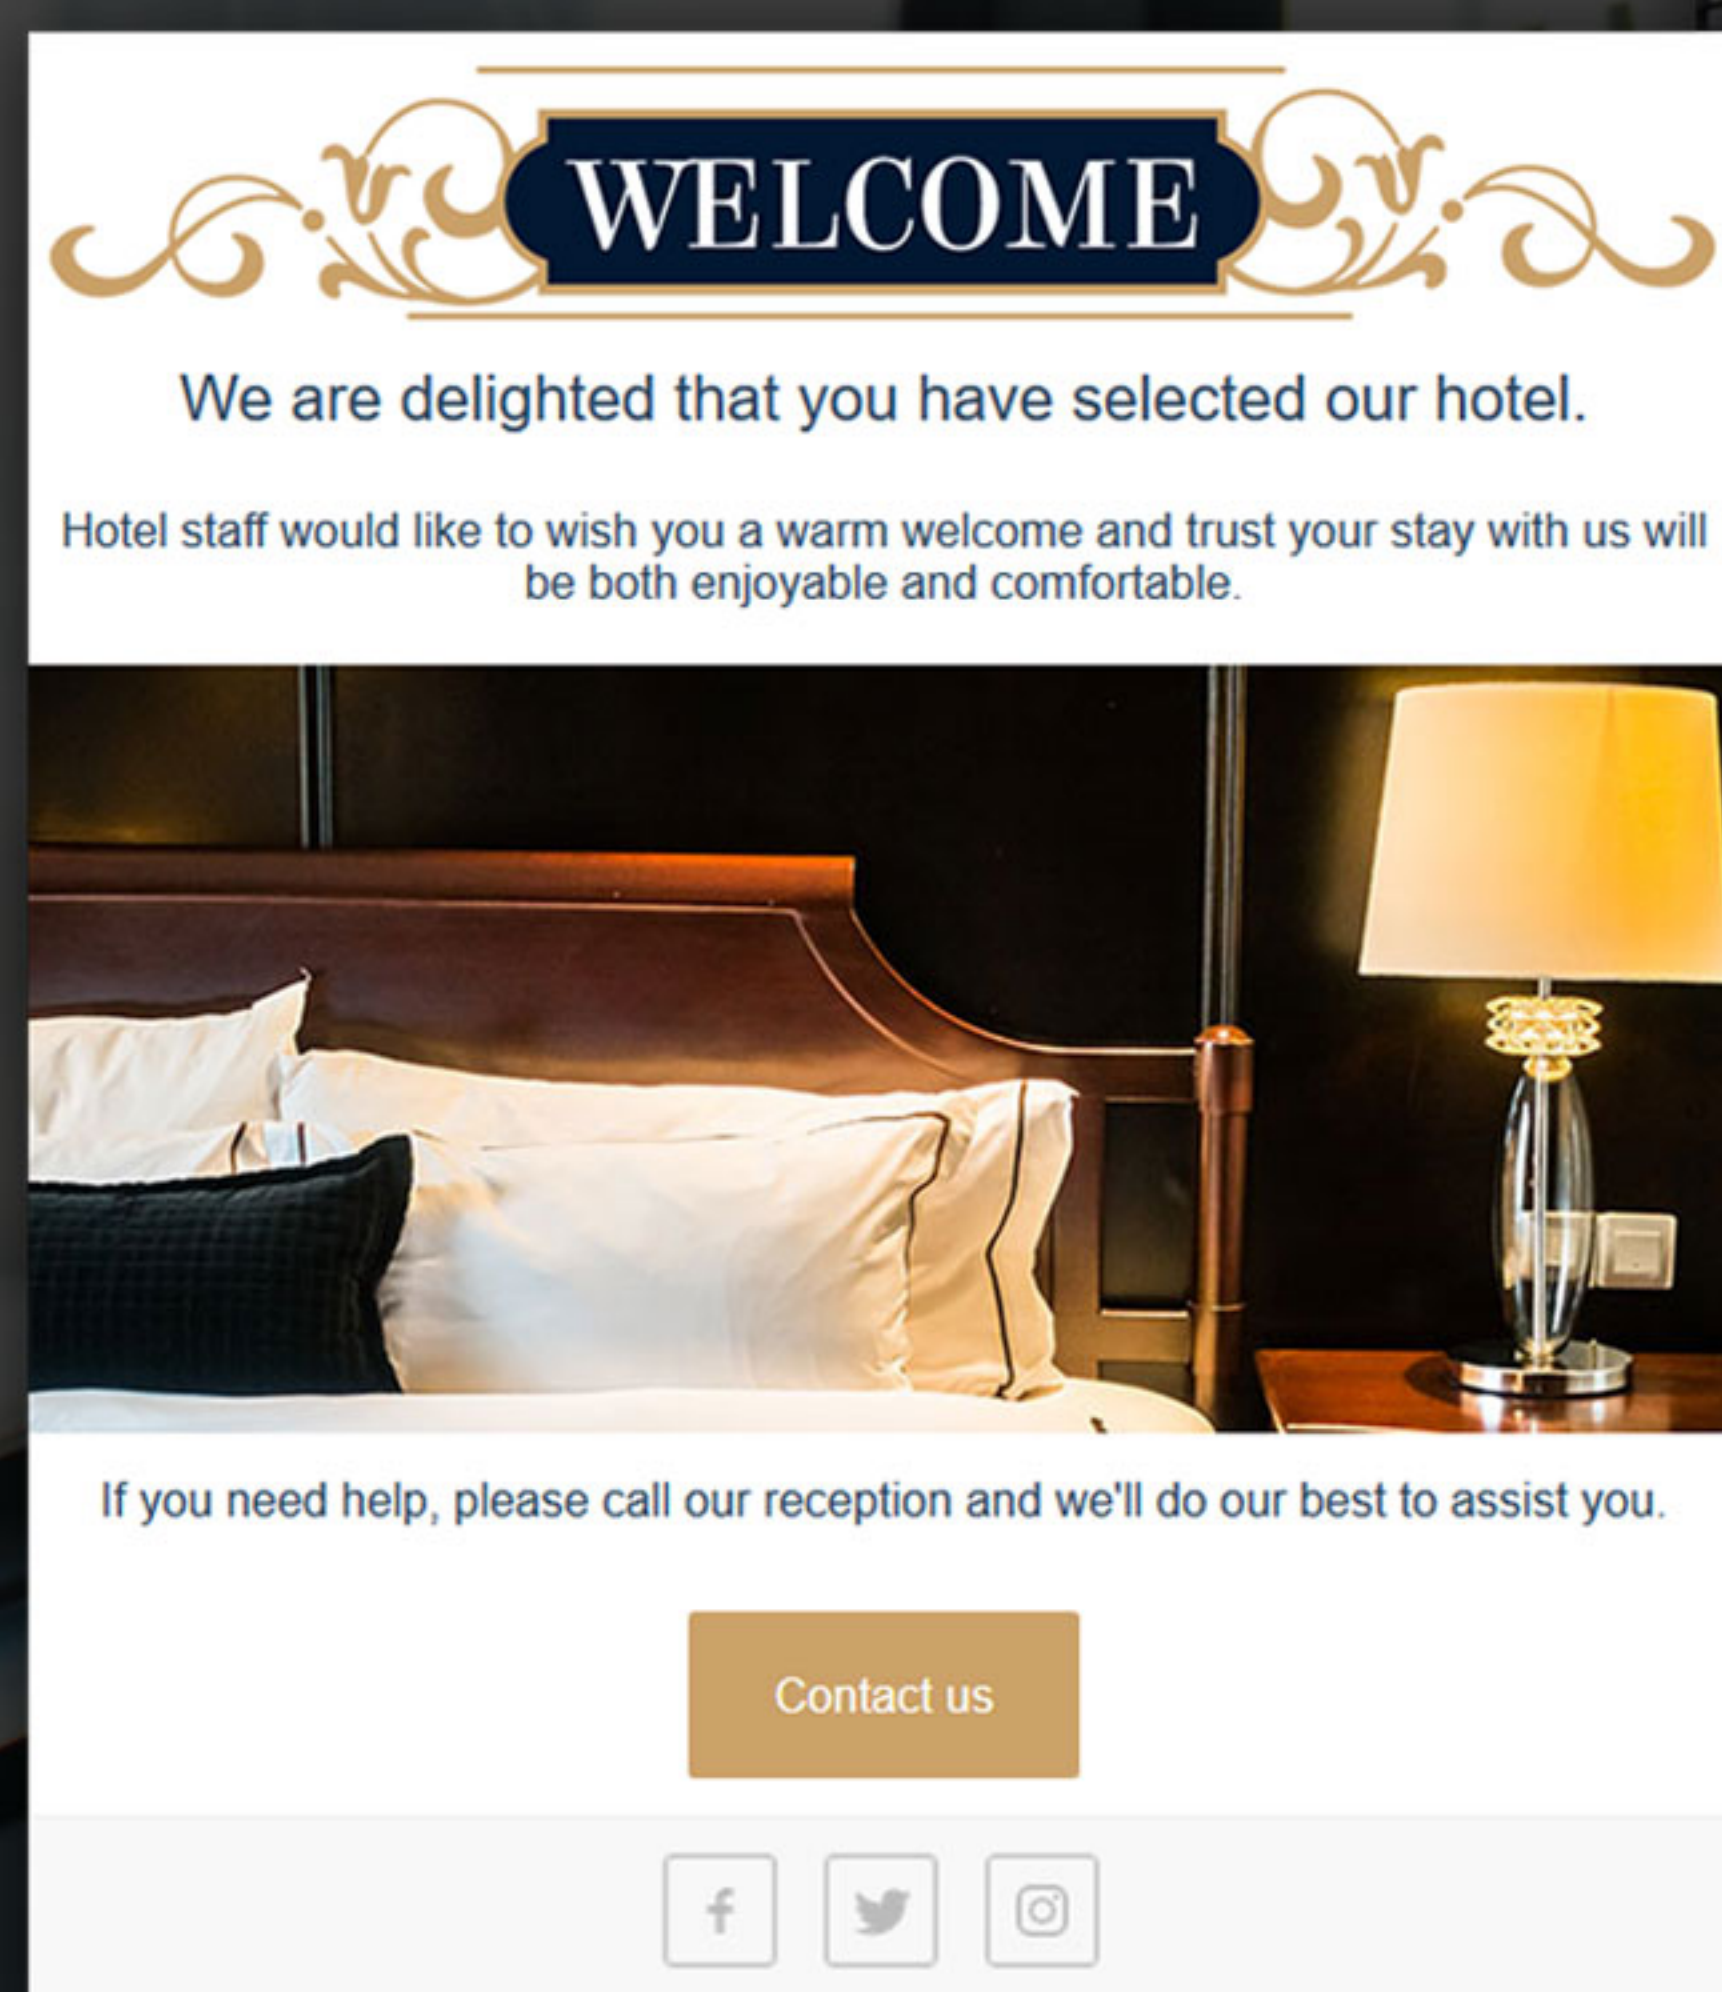 WELCOME
We are delighted that you have selected our hotel.
Hotel staff would like to wish you a warm welcome and trust your stay with us will
be both enjoyable and comfortable.
If you need help, please call our reception and we'll do our best to assist you.
Contact us